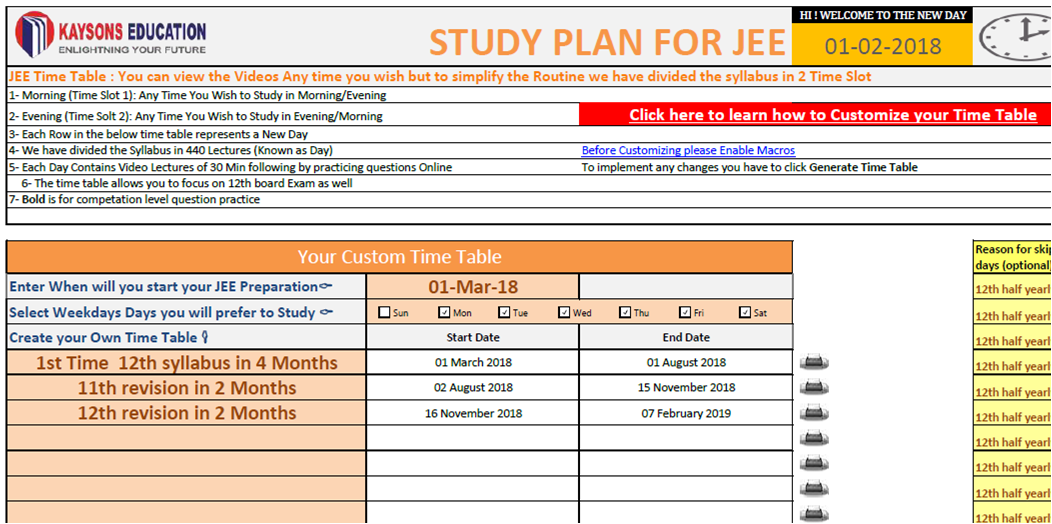 KAYSONS EDUCATION
ENLIGHTNING YOUR FUTURE
STUDY PLAN FOR JEE
HI ! WELCOME TO THE NEW DAY
01-02-2018
JEE Time Table : You can view the Videos Any time you wish but to simplify the Routine we have divided the syllabus in 2 Time Slot
1- Morning (Time Slot 1): Any Time You Wish to Study in Morning/Evening
2- Evening (Time Solt 2): Any Time You Wish to Study in Evening/Morning
Click here to learn how to Customize your Time Table
3- Each Row in the below time table represents a New Day
4- We have divided the Syllabus in 440 Lectures (Known as Day)
Before Customizing please Enable Macros
5- Each Day Contains Video Lectures of 30 Min following by practicing questions Online
To implement any changes you have to click Generate Time Table
6- The time table allows you to focus on 12th board Exam as well
7- Bold is for competation level question practice
Your Custom Time Table
Reason for skip
days (optional)
Enter When will you start your JEE Preparation
01-Mar-18
12th half yearl
Select Weekdays Days you will prefer to Study
Sun Mon Tue Wed Thu Fri Sat
12th half yearl
Create your Own Time Table
Start Date
End Date
12th half yearl
1st Time 12th syllabus in 4 Months
01 March 2018
01 August 2018
12th half yearl
11th revision in 2 Months
02 August 2018
15 November 2018
12th half yearl
12th revision in 2 Months
16 November 2018
07 February 2019
12th half yearl
12th half yearl
12th half yearl
12th half yearl
12th half yearl